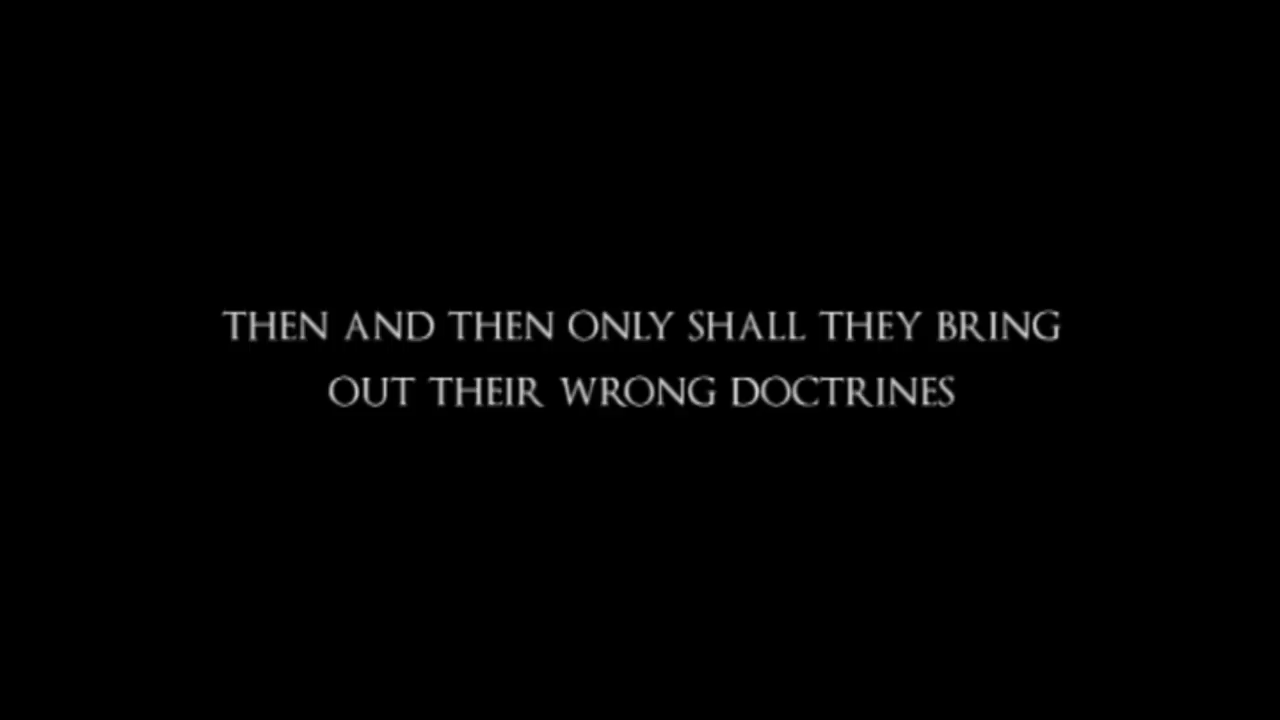 THEN AND THEN ONLY SHALL THEY BRING
OUT THEIR WRONG DOCTRINES